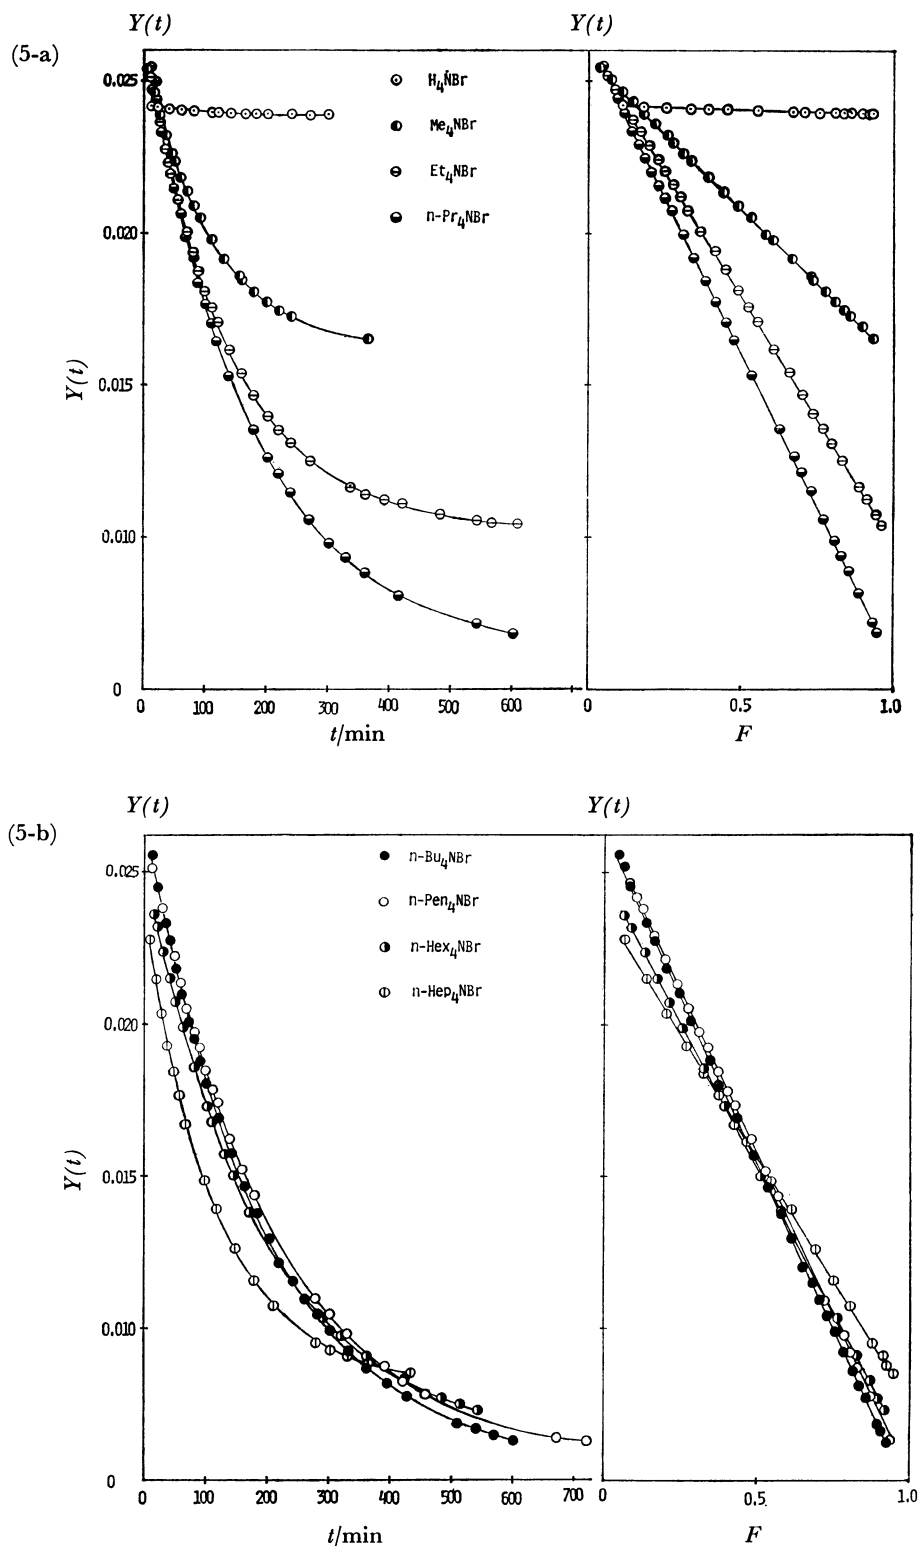 Y(t) Y(t)
(5-a)
0.025
H4NBr
Me4NBr
Et4NBr
n-Pr4NBr
0.020
Y(t)
0.015
0.010
0
0 100 200 300 400 500 600 0 0.5 1.0
t/min F
Y(t) Y(t)
(5-b)
n-Bu4NBr
0.025
n-Pen4NBr
n-Hex4NBr
n-Hep4NBr
0.020
Y(t)
0.015
0.010
0
0 100 200 300 400 500 600 700 0 0.5 1.0
t/min F